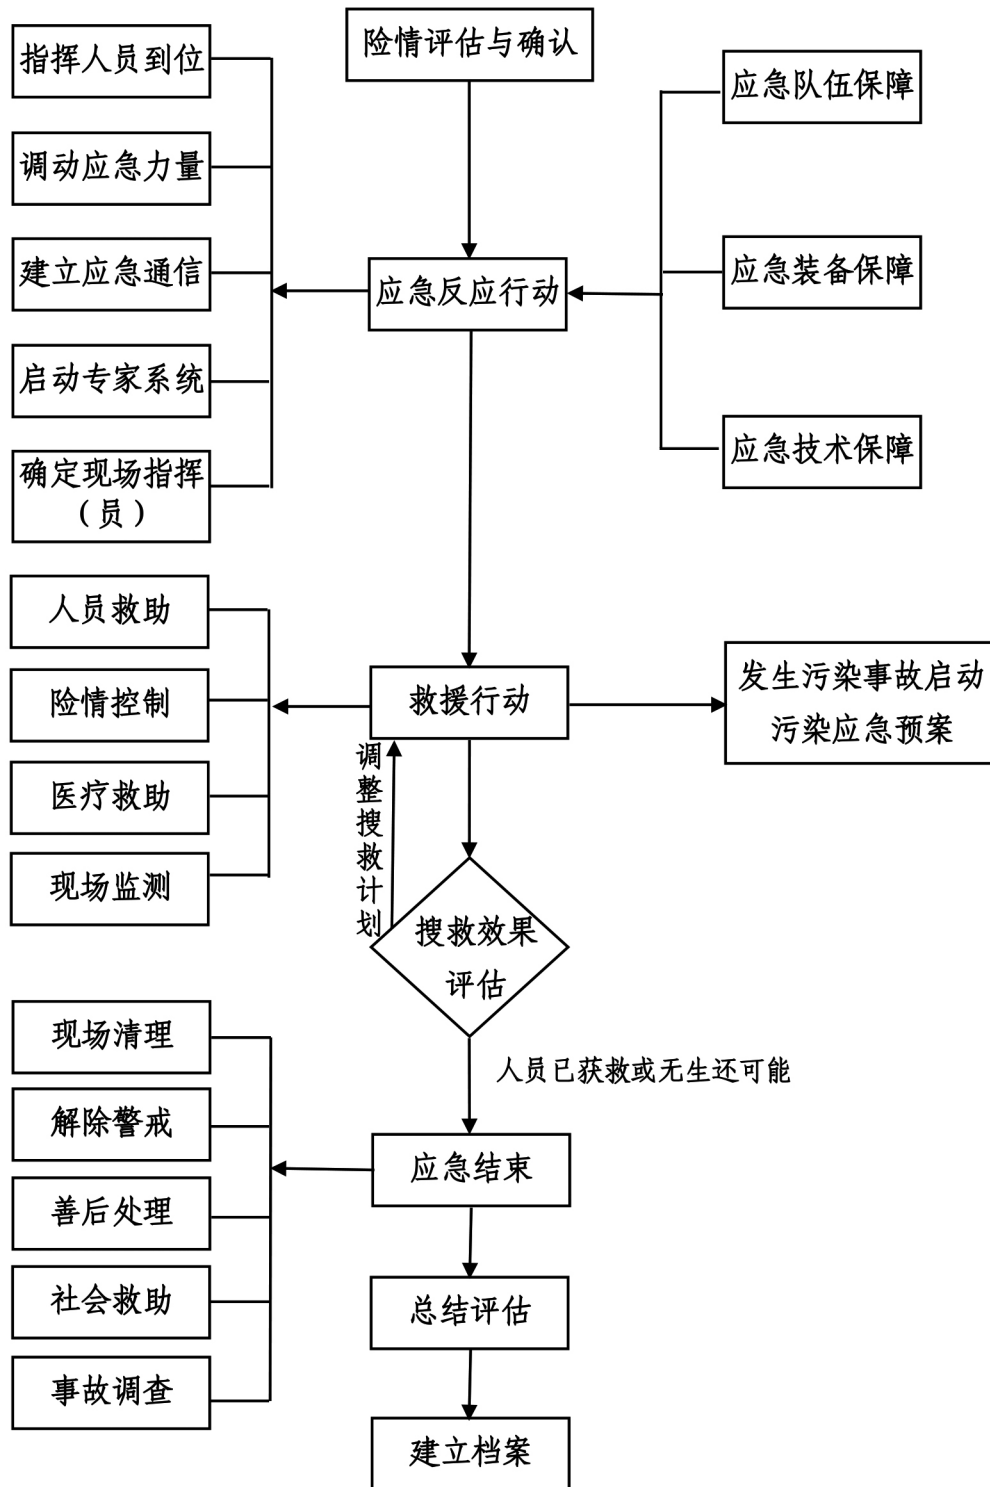 险情评估与确认
指挥人员到位
调动应急力量
建立应急通信
启动专家系统
确定现场指挥
（员）
应急反应行动
应急队伍保障
应急装备保障
应急技术保障
人员救助
险情控制
医疗救助
现场监测
救援行动
发生污染事故启动
污染应急预案
调整搜救计划
搜救效果
评估
人员已获救或无生还可能
现场清理
解除警戒
善后处理
社会救助
事故调查
应急结束
总结评估
建立档案